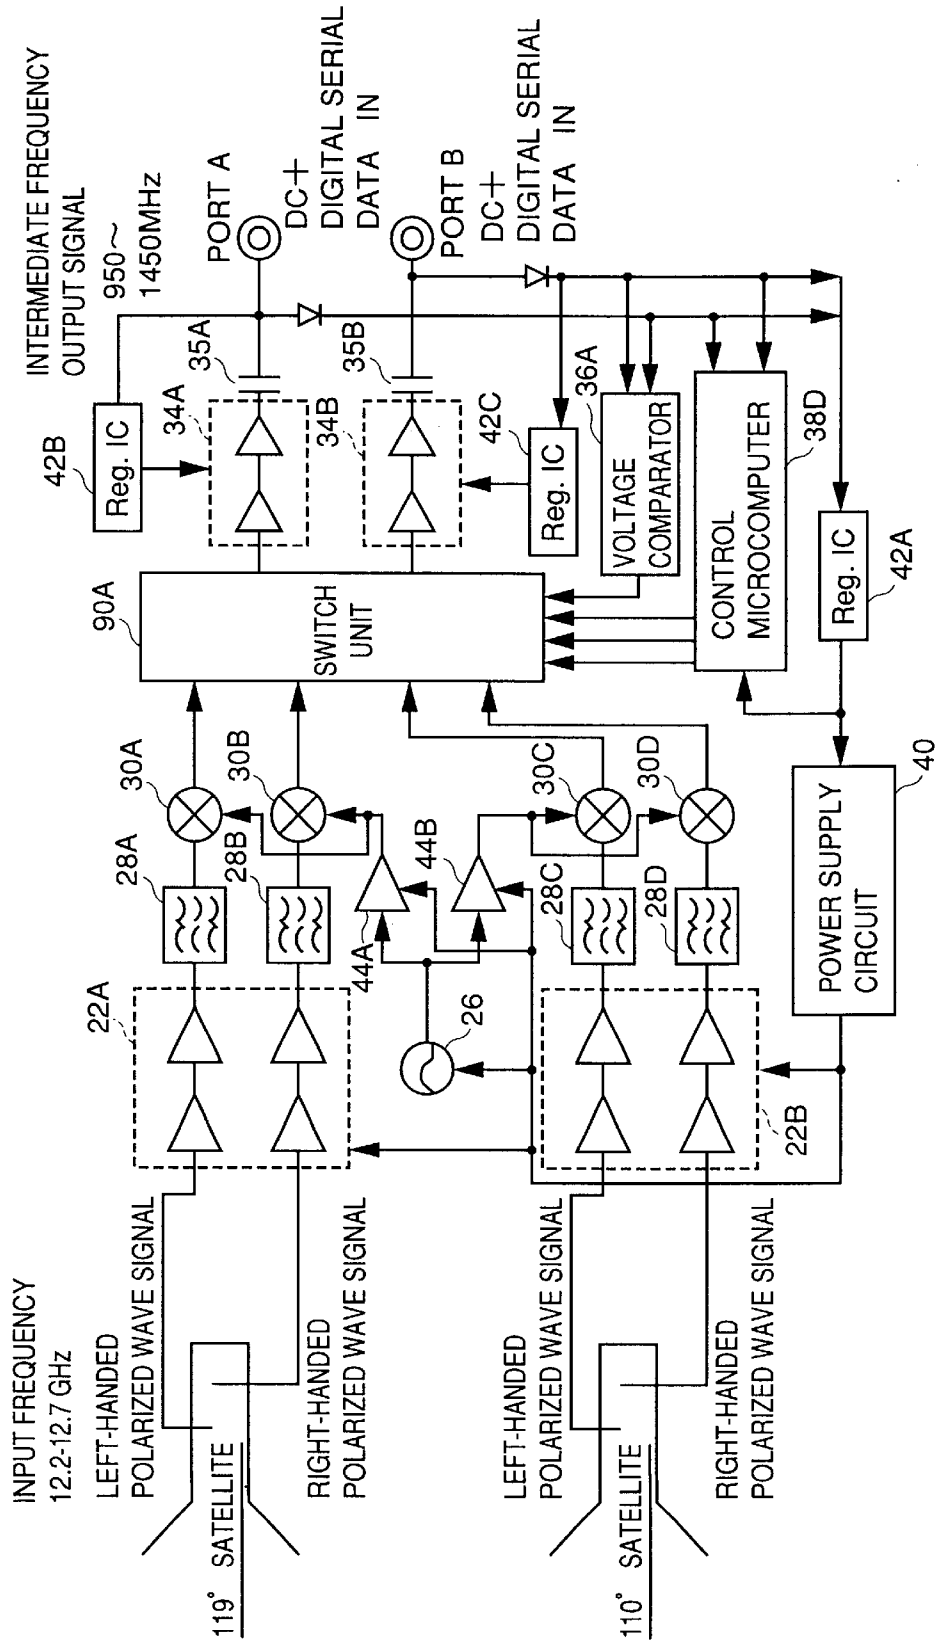 INPUT FREQUENCY
12.2-12.7 GHz
LEFT-HANDED
POLARIZED WAVE SIGNAL
119° SATELLITE
RIGHT-HANDED
POLARIZED WAVE SIGNAL
22A
28A
30A
28B
30B
44A
44B
26
LEFT-HANDED
POLARIZED WAVE SIGNAL
110° SATELLITE
RIGHT-HANDED
POLARIZED WAVE SIGNAL
22B
28C
30C
28D
30D
POWER SUPPLY
CIRCUIT
40
90A
SWITCH
UNIT
42B
Reg. IC
34A
35A
34B
35B
42C
Reg. IC
36A
VOLTAGE
COMPARATOR
CONTROL
MICROCOMPUTER
38D
Reg. IC
42A
INTERMEDIATE FREQUENCY
OUTPUT SIGNAL
950~
1450MHz
PORT A
DC+
DIGITAL SERIAL
DATA IN
PORT B
DC+
DIGITAL SERIAL
DATA IN